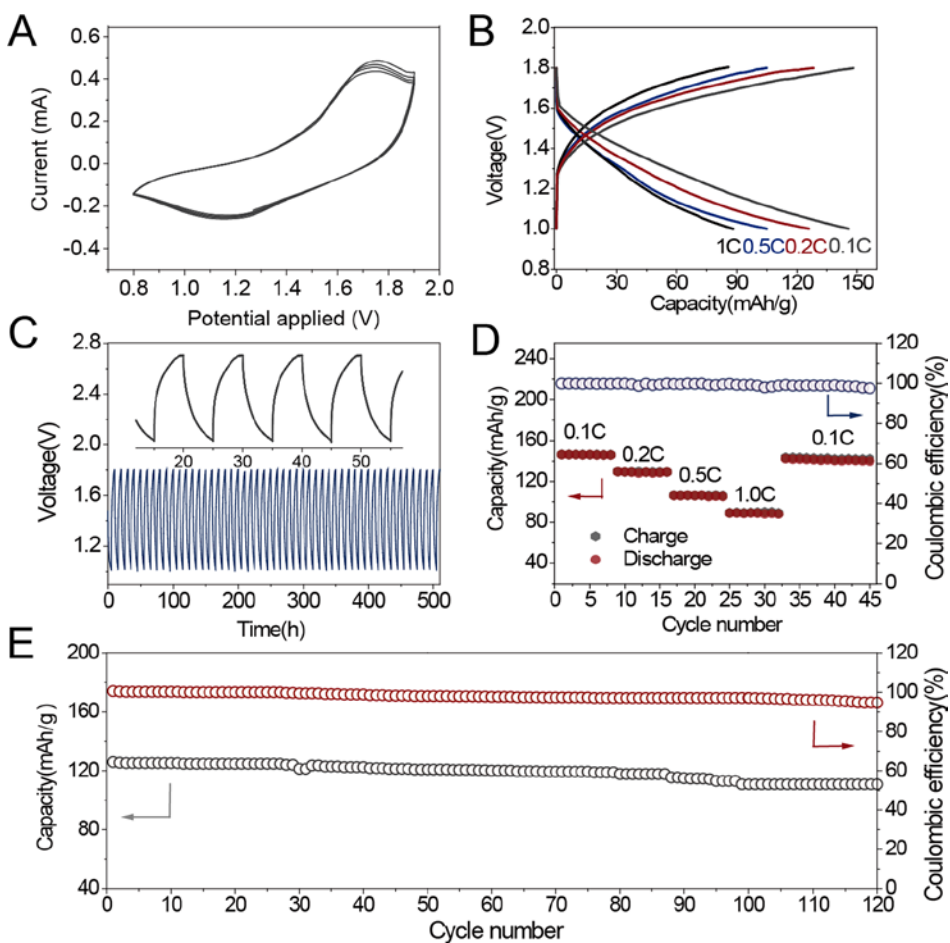 A
Current (mA)
0.8
0.4
0.0
-0.2
-0.4
0.8 1.0 1.2 1.4 1.6 1.8 2.0
Potential applied (V)
B
Voltage(V)
2.0
1.8
1.6
1.4
1.2
1.0
0.8
1C 0.5C 0.2C 0.1C
0 30 60 90 120 150
Capacity(mAh/g)
C
Voltage(V)
2.8
2.4
1.8
1.2
20 30 40 50
0 100 200 300 400 500
Time(h)
D
Capacity(mAh/g)
240
200
160
120
80
40
0
0.1C
0.2C
0.5C
1.0C
0.1C
Charge
Discharge
120
100
80
60
40
20
0
Coulombic efficiency(%)
0 5 10 15 20 25 30 35 40 45
Cycle number
E
Capacity(mAh/g)
200
160
120
80
40
120
100
80
60
40
20
0
Coulombic efficiency(%)
0 10 20 30 40 50 60 70 80 90 100 110 120
Cycle number